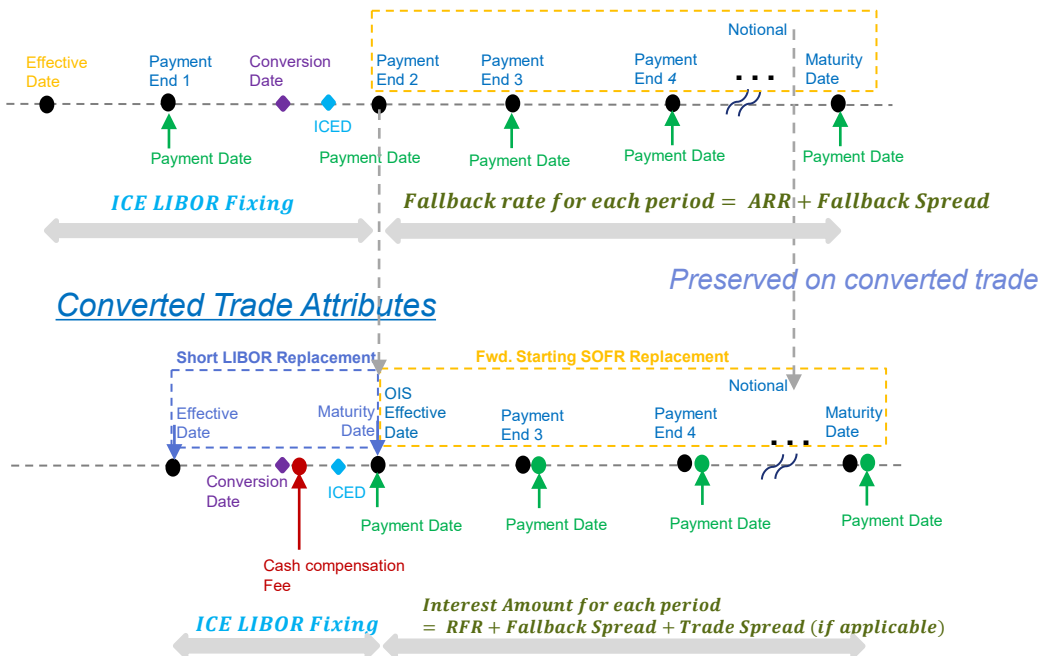 Notional
Effective
Date
Payment
End 1
Conversion
Date
Payment
End 2
Payment
End 3
Payment
End 4
...
Maturity
Date
ICED
Payment Date
Payment Date
Payment Date
Payment Date
Payment Date
ICE LIBOR Fixing
Fallback rate for each period = ARR + Fallback Spread
Preserved on converted trade
Converted Trade Attributes
Short LIBOR Replacement
Fwd. Starting SOFR Replacement
Notional
Effective
Date
Maturity
Date
OIS
Effective
Date
Payment
End 3
Payment
End 4
...
Maturity
Date
Conversion
Date
ICED
Payment Date
Payment Date
Payment Date
Payment Date
Cash compensation
Fee
ICE LIBOR Fixing
Interest Amount for each period
= RFR + Fallback Spread + Trade Spread (if applicable)